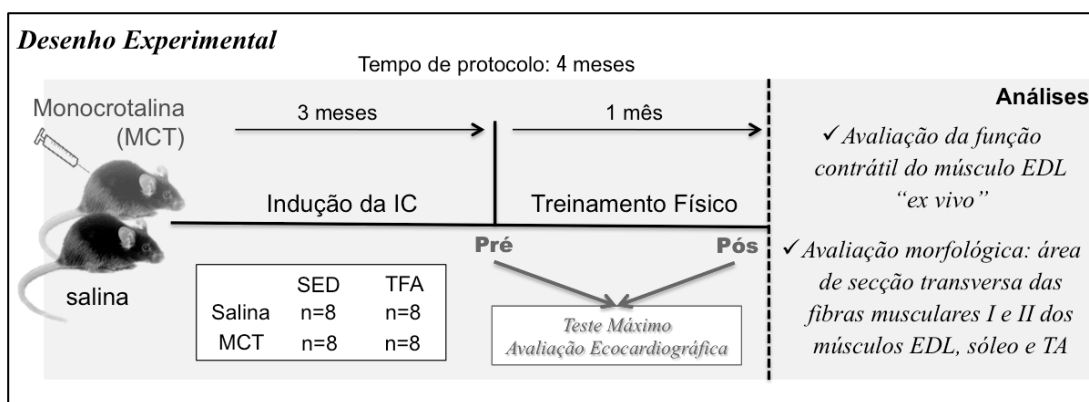 Desenho Experimental
Tempo de protocolo: 4 meses
Monocrotalina
(MCT)
salina
3 meses
1 mês
Indução da IC
Treinamento Físico
Pré
Pós
SED TFA
Salina n=8 n=8
MCT n=8 n=8
Teste Máximo
Avaliação Ecocardiográfica
Análises
✓Avaliação da função
contrátil do músculo EDL
“ex vivo”
✓Avaliação morfológica: área
de secção transversa das
fibras musculares I e II dos
músculos EDL, sóleo e TA